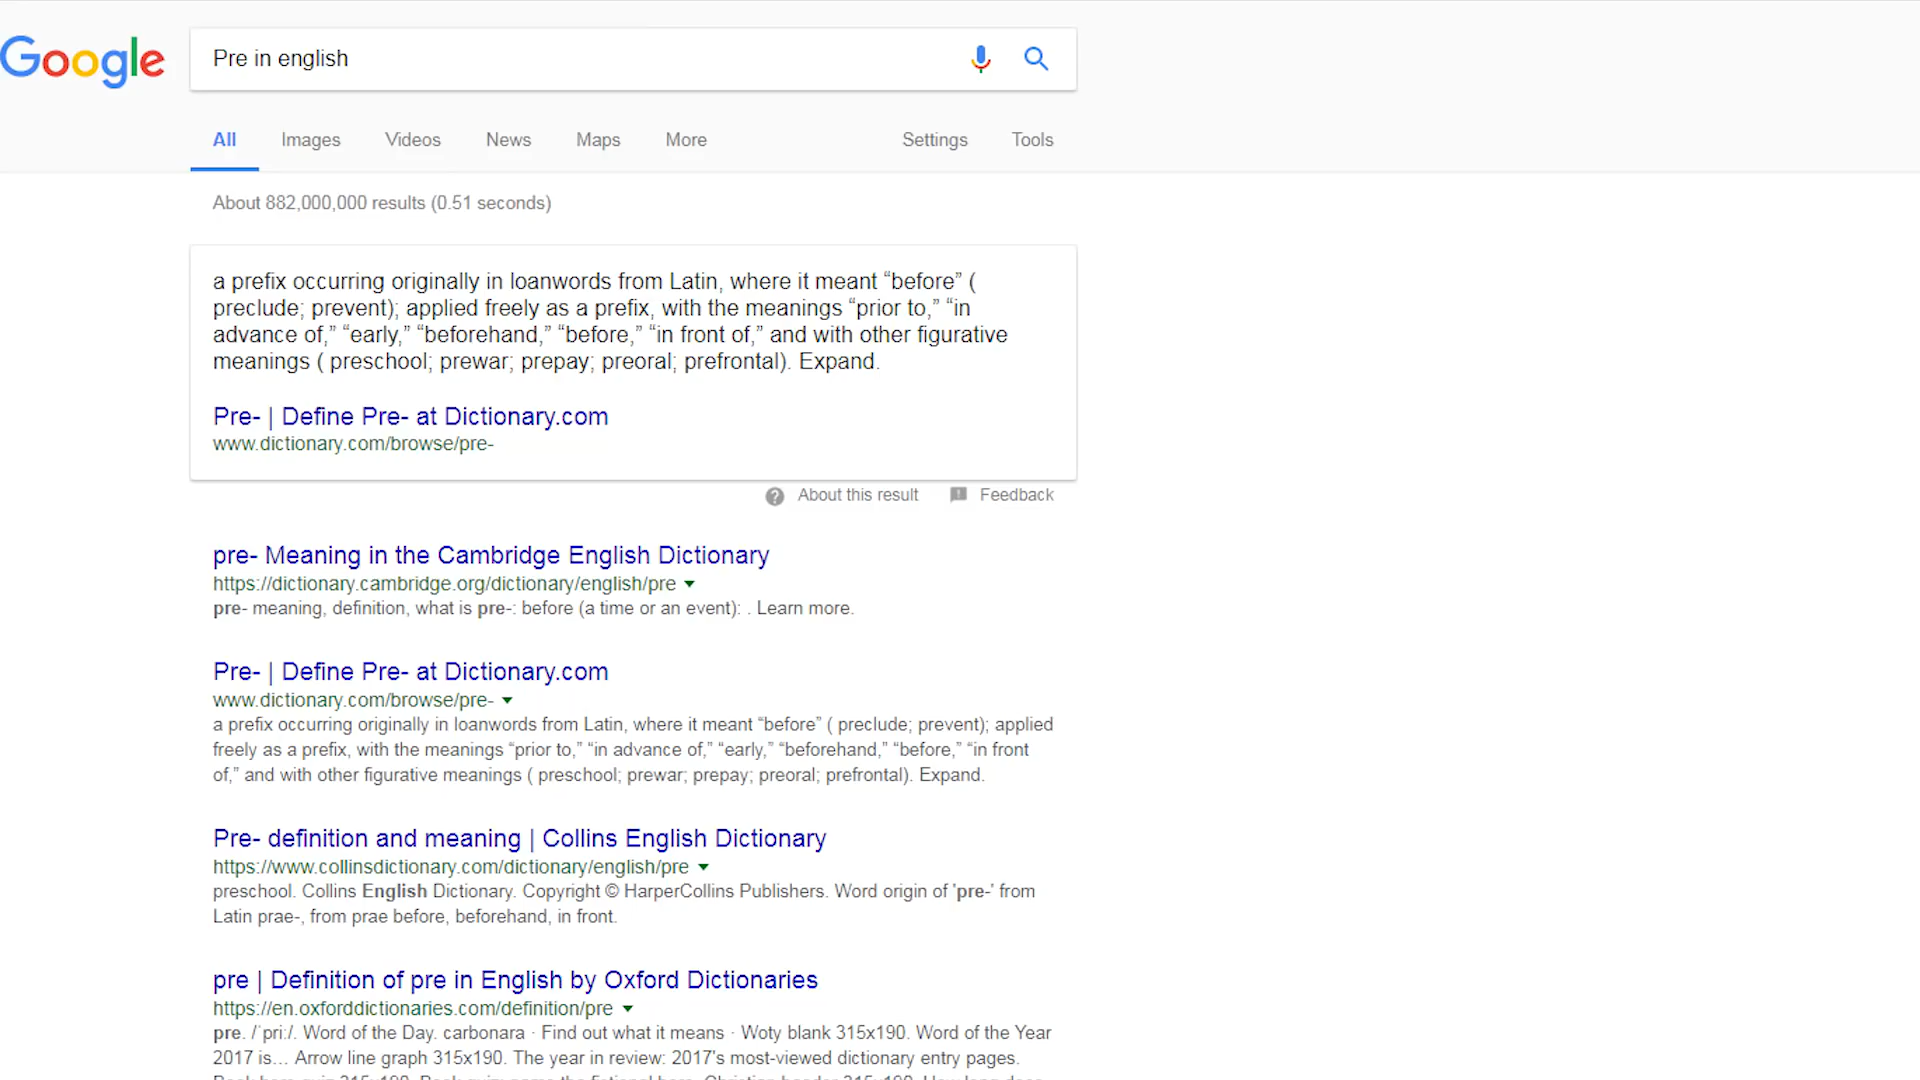 Google
Pre in english
All Images Videos News Maps More Settings Tools
About 882,000,000 results (0.51 seconds)
a prefix occurring originally in loanwords from Latin, where it meant “before” (
preclude; prevent); applied freely as a prefix, with the meanings “prior to,” “in
advance of,” “early,” “beforehand,” “before,” “in front of,” and with other figurative
meanings ( preschool; prewar; prepay; preoral; prefrontal). Expand.
Pre- | Define Pre- at Dictionary.com
www.dictionary.com/browse/pre-
About this result Feedback
pre- Meaning in the Cambridge English Dictionary
https://dictionary.cambridge.org/dictionary/english/pre
pre- meaning, definition, what is pre-: before (a time or an event): . Learn more.
Pre- | Define Pre- at Dictionary.com
www.dictionary.com/browse/pre-
a prefix occurring originally in loanwords from Latin, where it meant “before” ( preclude; prevent); applied
freely as a prefix, with the meanings “prior to,” “in advance of,” “early,” “beforehand,” “before,” “in front
of,” and with other figurative meanings ( preschool; prewar; prepay; preoral; prefrontal). Expand.
Pre- definition and meaning | Collins English Dictionary
https://www.collinsdictionary.com/dictionary/english/pre
preschool. Collins English Dictionary. Copyright © HarperCollins Publishers. Word origin of 'pre-' from
Latin prae-, from prae before, beforehand, in front.
pre | Definition of pre in English by Oxford Dictionaries
https://en.oxforddictionaries.com/definition/pre
pre. /ˈpriː/. Word of the Day. carbonara · Find out what it means · Woty blank 315x190. Word of the Year
2017 is... Arrow line graph 315x190. The year in review: 2017's most-viewed dictionary entry pages.